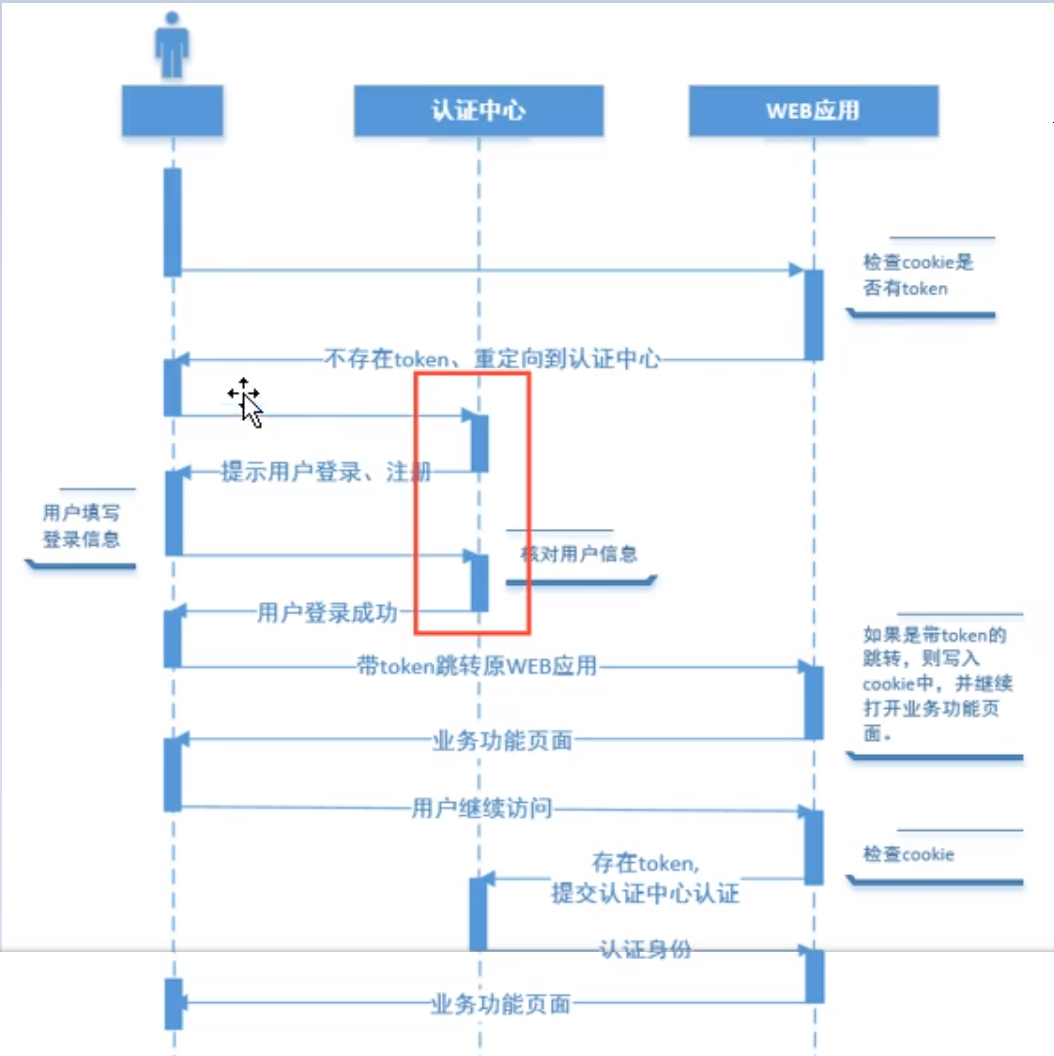 认证中心
WEB应用
检查cookie是
否有token
不存在token、重定向到认证中心
提示用户登录、注册
用户填写
登录信息
核对用户信息
用户登录成功
带token跳转原WEB应用
如果是带token的
跳转，则写入
cookie中，并继续
打开业务功能页
面。
业务功能页面
用户继续访问
检查cookie
存在token,
提交认证中心认证
认证身份
业务功能页面